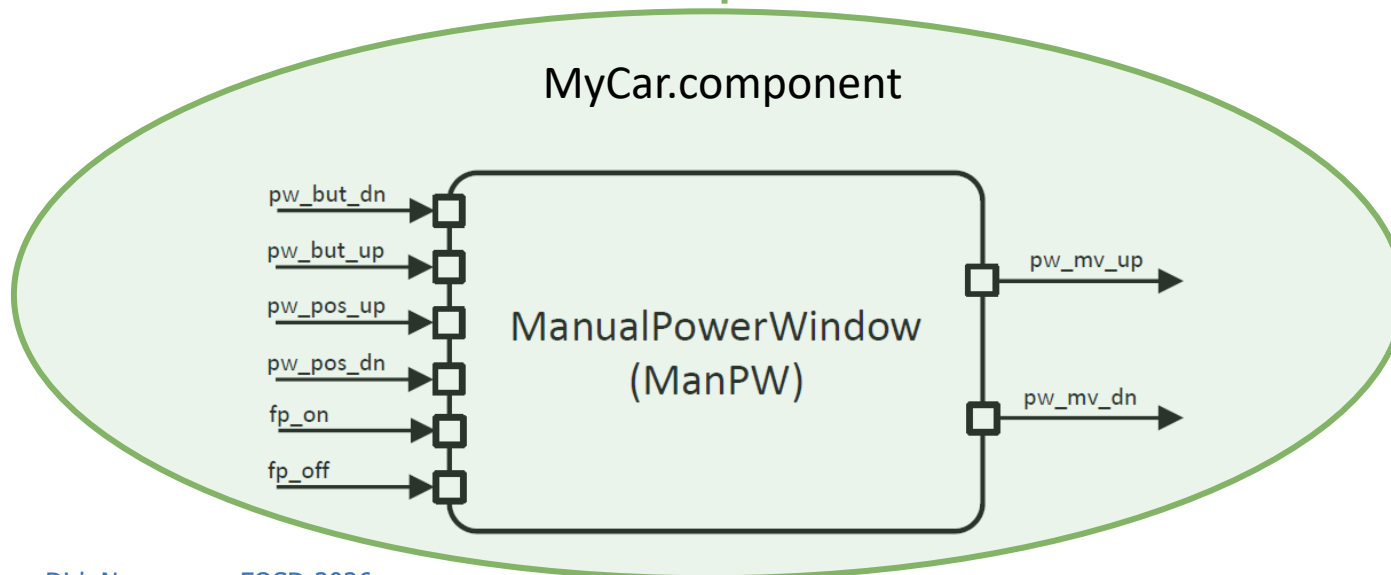 MyCar.component
pw_but_dn
pw_but_up
pw_pos_up
pw_pos_dn
fp_on
fp_off
ManualPowerWindow
(ManPW)
pw_mv_up
pw_mv_dn